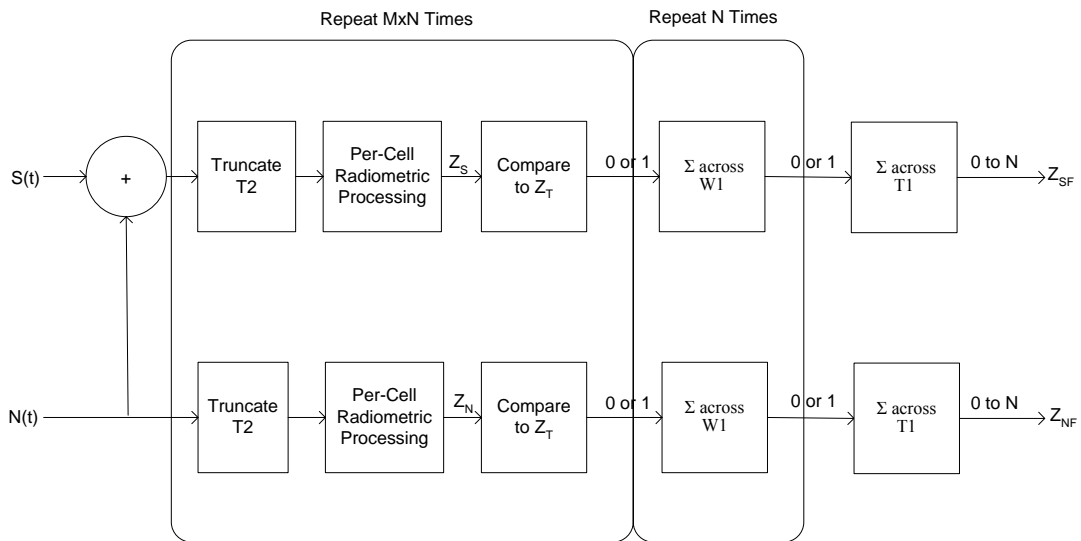 Repeat MxN Times
Repeat N Times
S(t)
+
Truncate
T2
Per-Cell
Radiometric
Processing
Z_S
Compare
to Z_T
0 or 1
Σ across
W1
0 or 1
Σ across
T1
0 to N
Z_SF
N(t)
Truncate
T2
Per-Cell
Radiometric
Processing
Z_N
Compare
to Z_T
0 or 1
Σ across
W1
0 or 1
Σ across
T1
0 to N
Z_NF